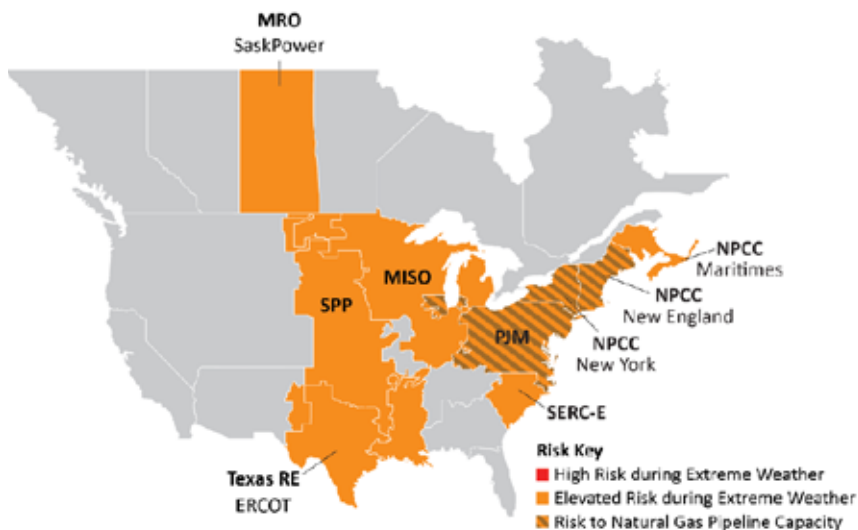 MRO
SaskPower
MISO
SPP
PJM
NPCC
Maritimes
NPCC
New England
NPCC
New York
SERC-E
Texas RE
ERCOT
Risk Key
High Risk during Extreme Weather
Elevated Risk during Extreme Weather
Risk to Natural Gas Pipeline Capacity